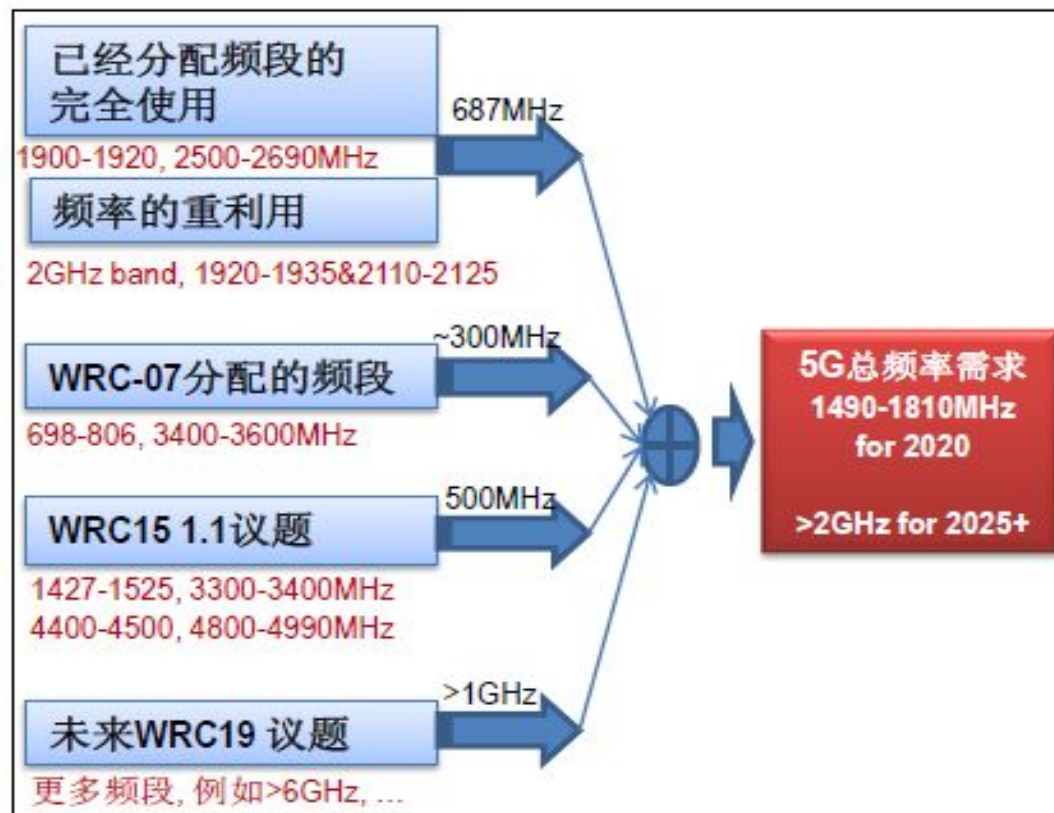 已经分配频段的
完全使用
687MHz
1900-1920, 2500-2690MHz
频率的重利用
2GHz band, 1920-1935&2110-2125
~300MHz
WRC-07分配的频段
698-806, 3400-3600MHz
500MHz
WRC15 1.1议题
1427-1525, 3300-3400MHz
4400-4500, 4800-4990MHz
>1GHz
未来WRC19 议题
更多频段, 例如>6GHz, ...
5G总频率需求
1490-1810MHz
for 2020
>2GHz for 2025+